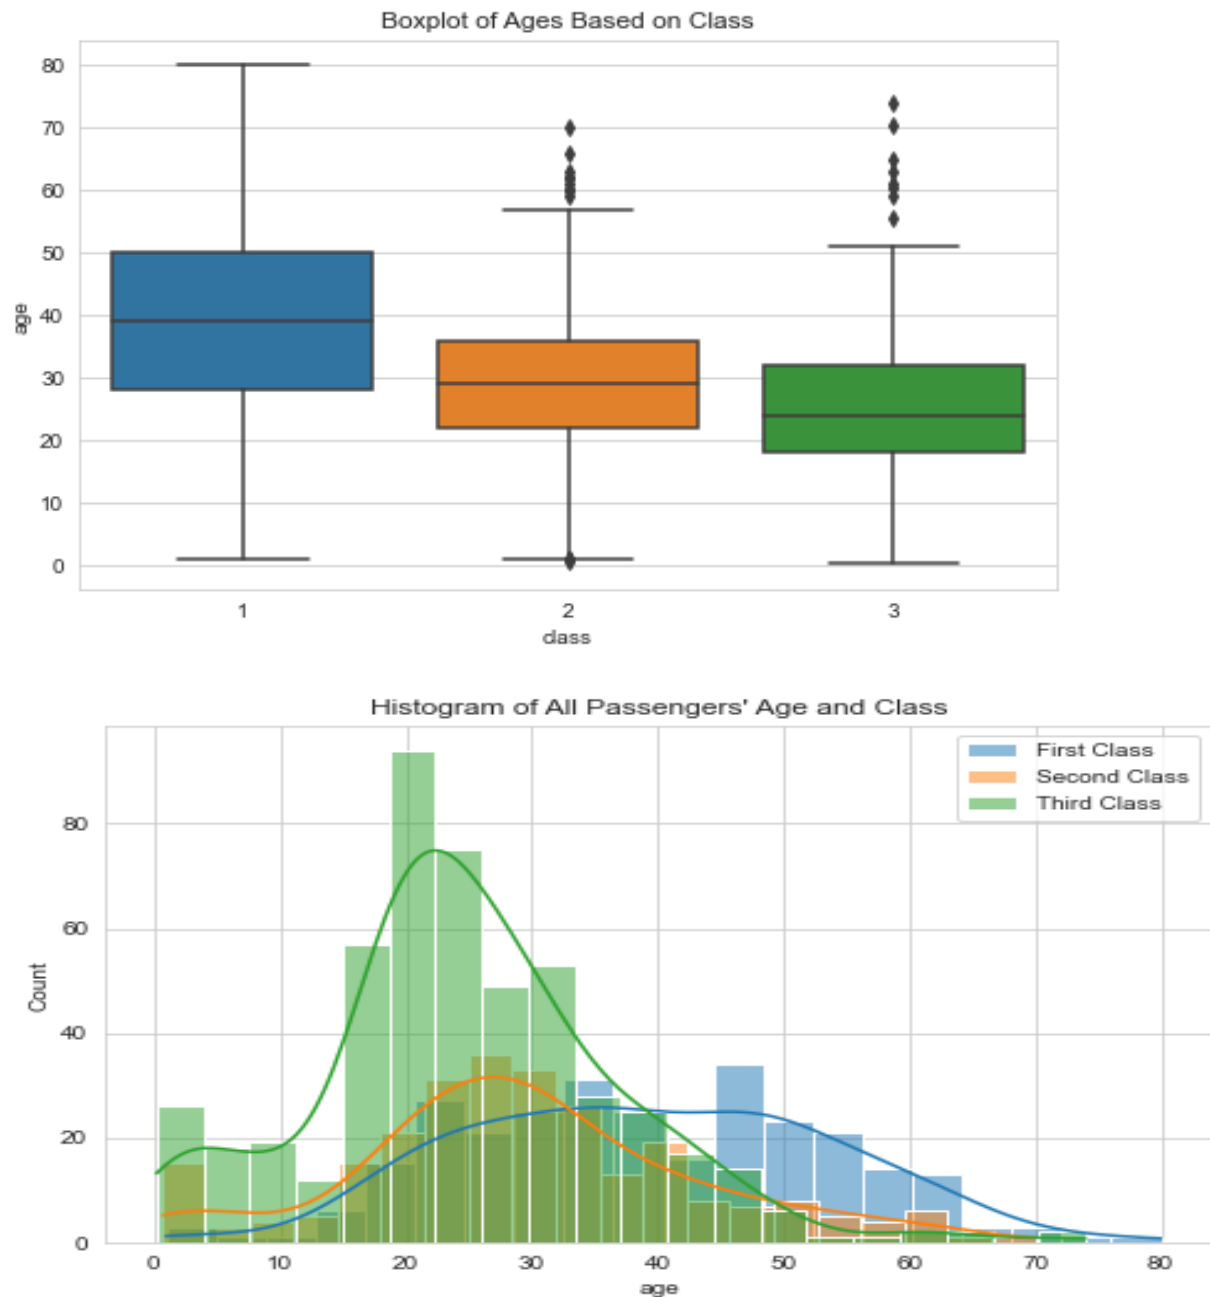 Boxplot of Ages Based on Class
80
70
60
50
40
30
20
10
0
age
1 2 3
class
Histogram of All Passengers' Age and Class
First Class
Second Class
Third Class
80
60
40
20
0
Count
0 10 20 30 40 50 60 70 80
age